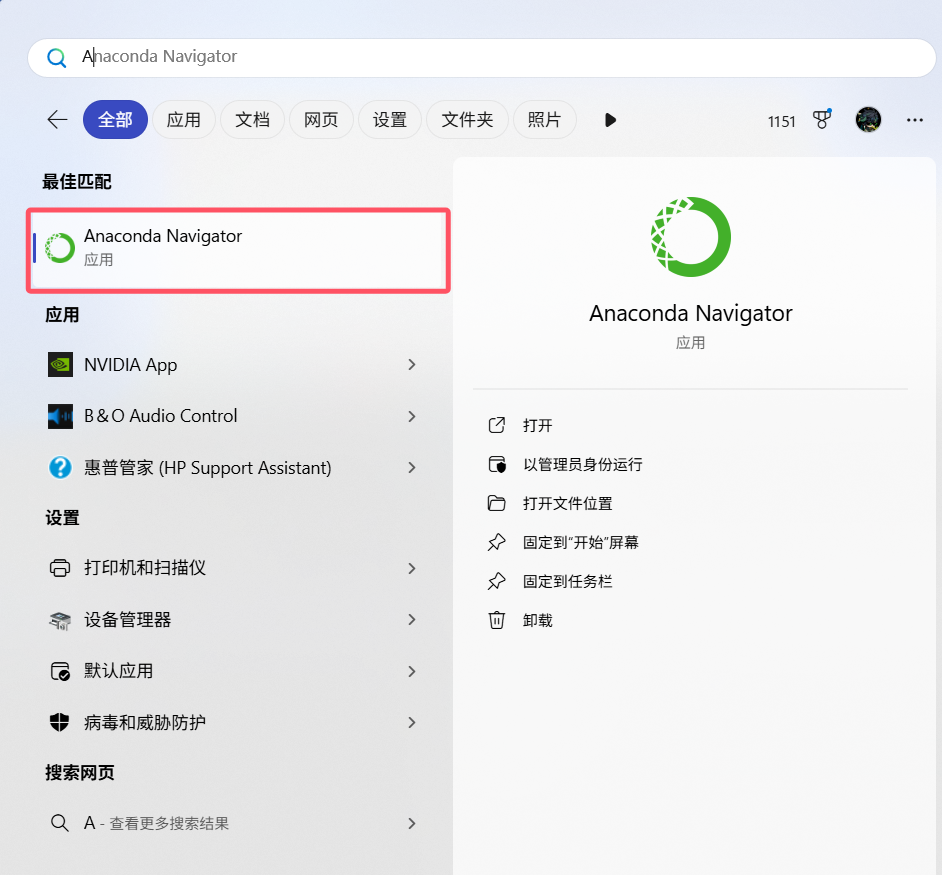 Anaconda Navigator
全部 应用 文档 网页 设置 文件夹 照片 1151
最佳匹配
Anaconda Navigator
应用
应用
NVIDIA App
B&O Audio Control
惠普管家 (HP Support Assistant)
设置
打印机和扫描仪
设备管理器
默认应用
病毒和威胁防护
搜索网页
A - 查看更多搜索结果
Anaconda Navigator
应用
打开
以管理员身份运行
打开文件位置
固定到"开始"屏幕
固定到任务栏
卸载